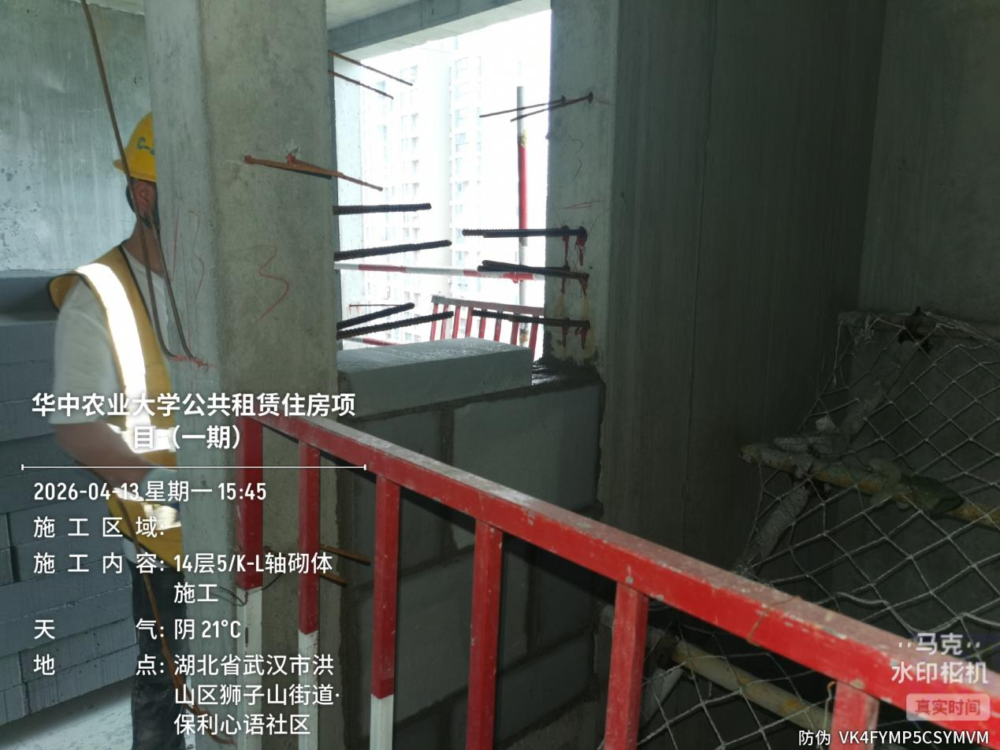 华中农业大学公共租赁住房项
目（一期）
2026-04-13 星期一 15:45
施工区域:
施工内容: 14层5/K-L轴砌体
施工
天气: 阴 21°C
地点: 湖北省武汉市洪
山区狮子山街道·
保利心语社区
3
马克
水印相机
真实时间
防伪 VK4FYMP5CSYMVM